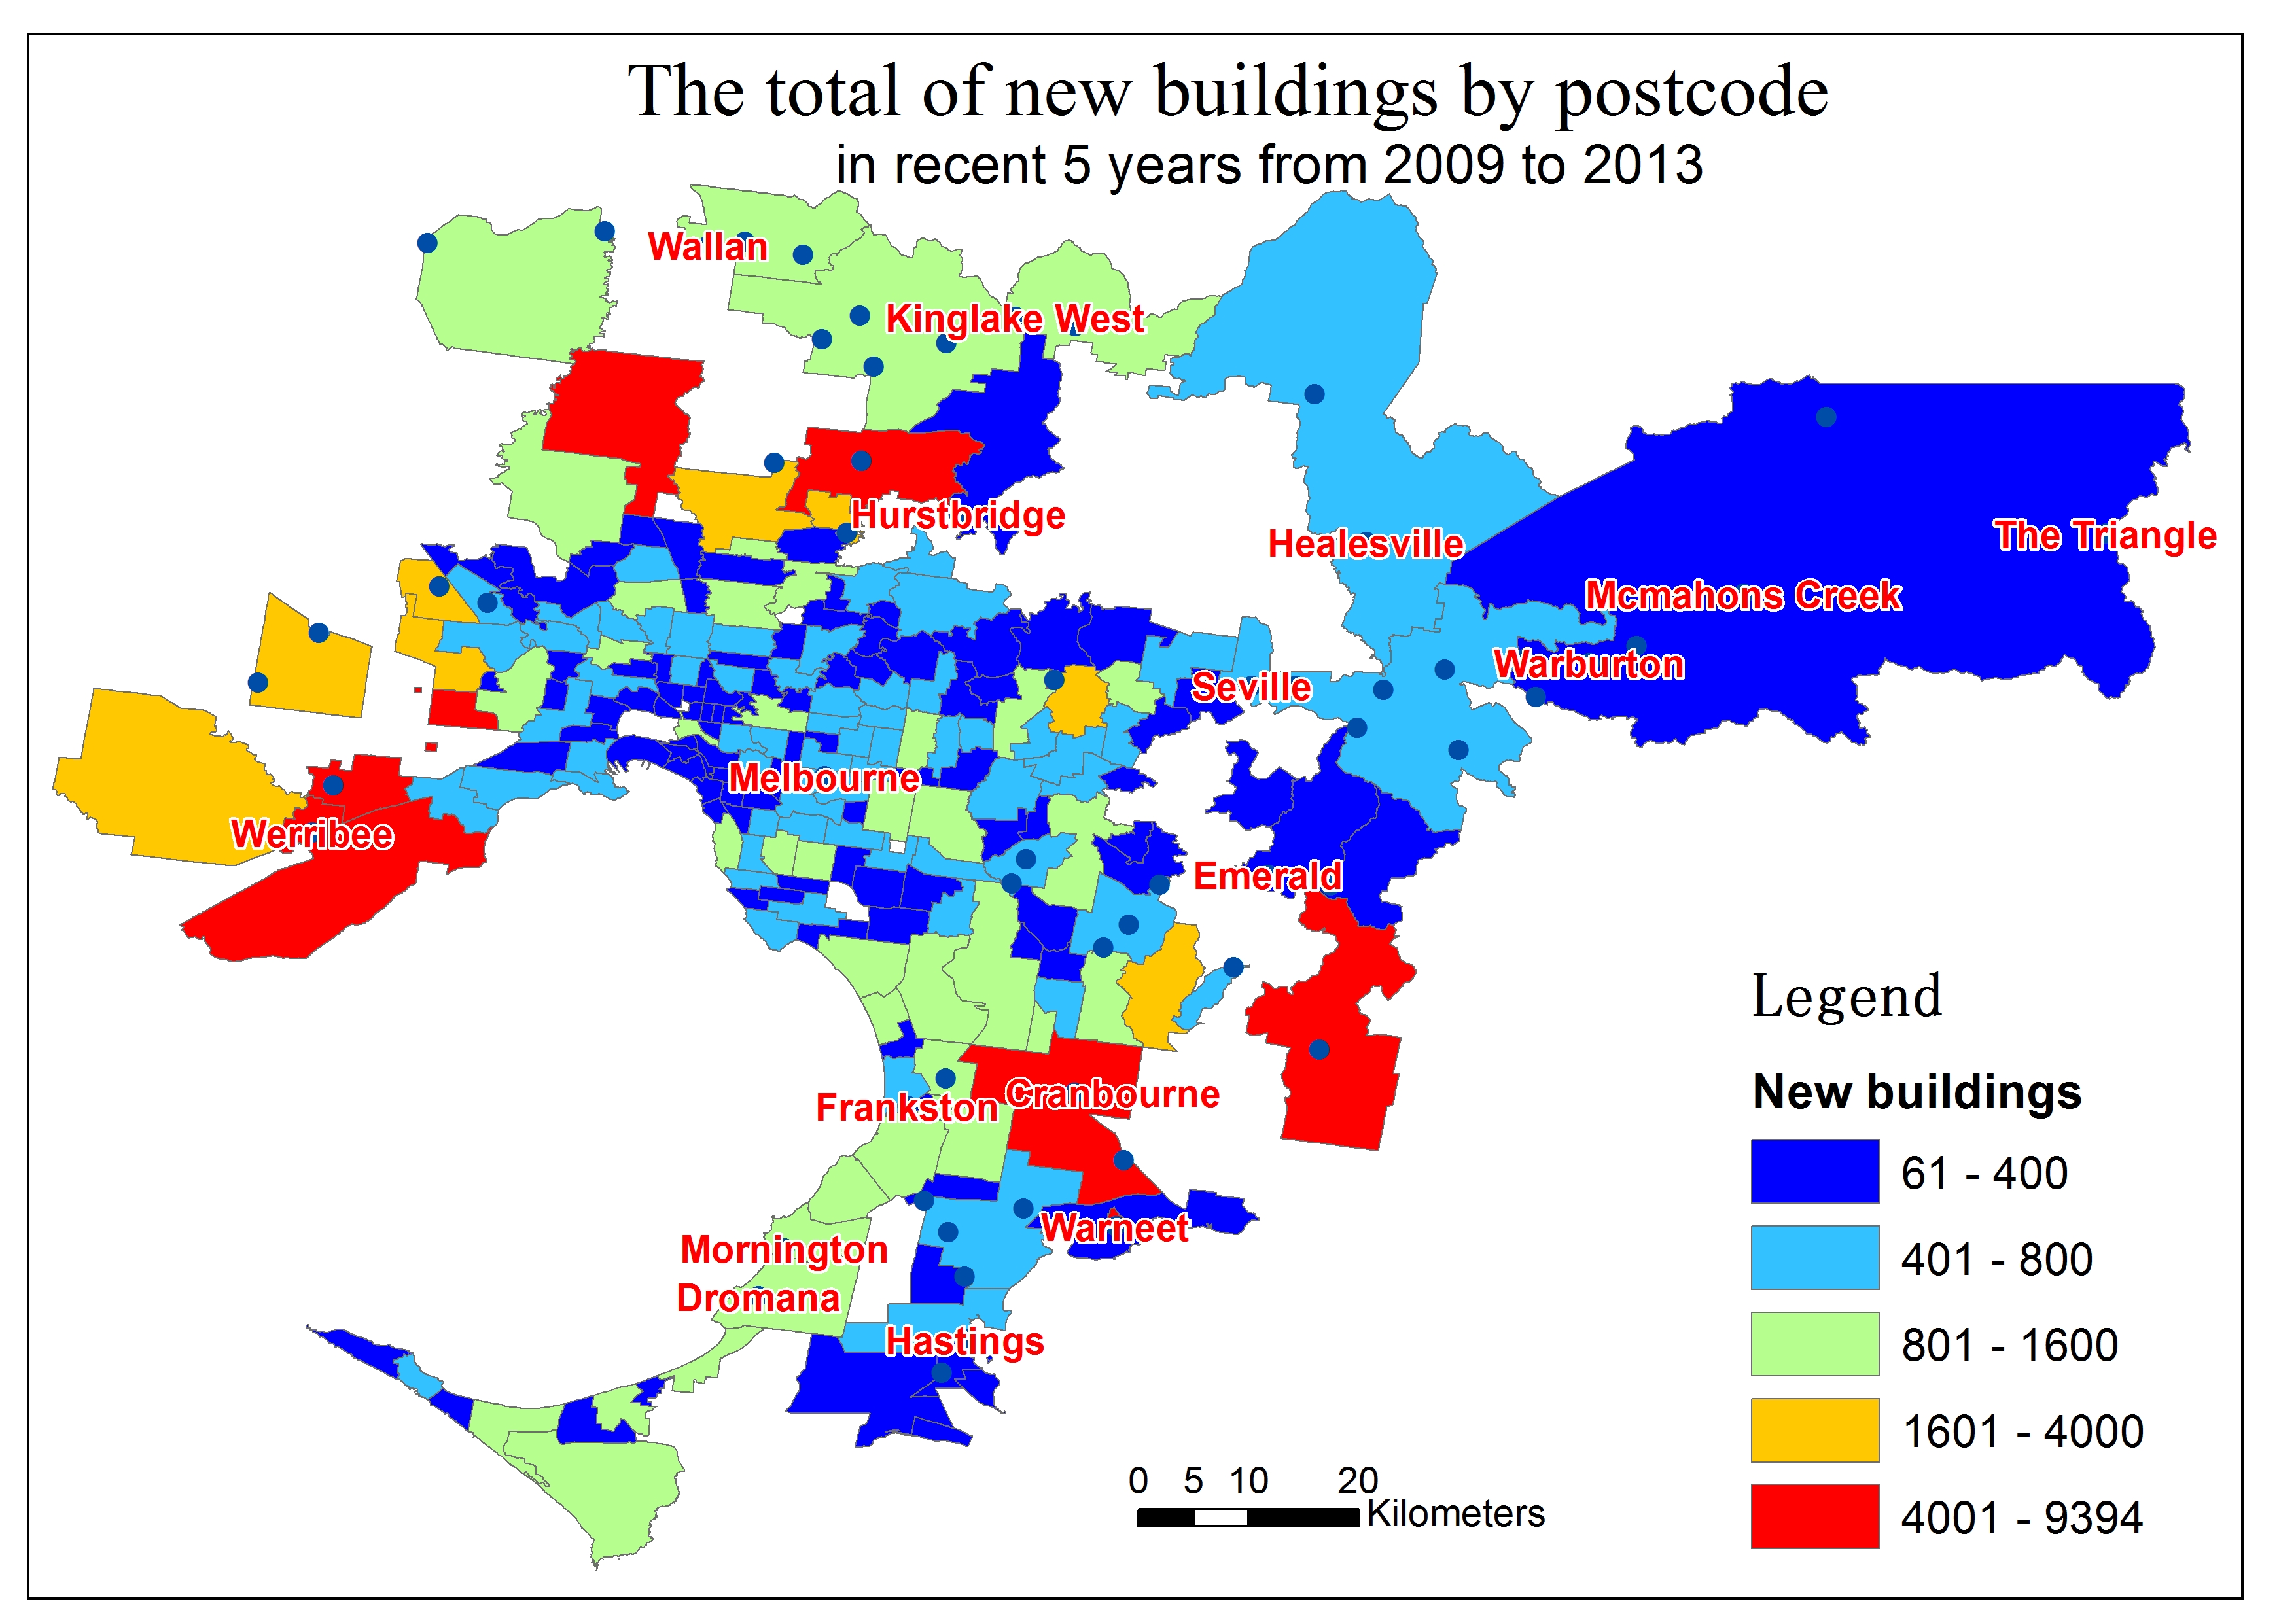 The total of new buildings by postcode
in recent 5 years from 2009 to 2013
Wallan
Kinglake West
Hurstbridge
Healesville
The Triangle
Mcmahons Creek
Warburton
Seville
Melbourne
Werribee
Emerald
Cranbourne
Frankston
Warneet
Mornington
Dromana
Hastings
Legend
New buildings
61 - 400
401 - 800
801 - 1600
1601 - 4000
4001 - 9394
0 5 10 20
Kilometers